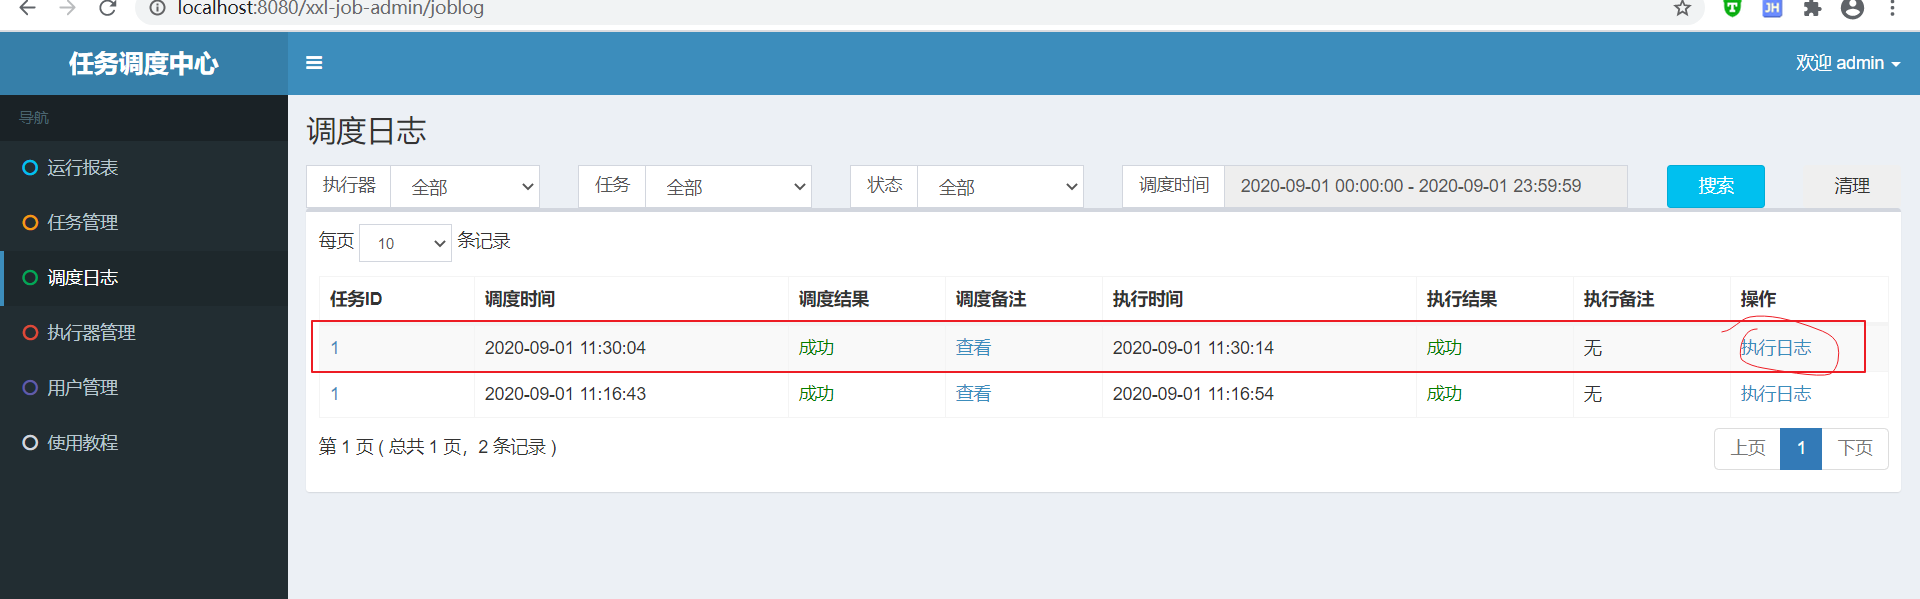 localhost:8080/xxl-job-admin/joblog
T JH
任务调度中心
欢迎 admin
导航
运行报表
任务管理
调度日志
执行器管理
用户管理
使用教程
调度日志
执行器 全部 任务 全部 状态 全部 调度时间 2020-09-01 00:00:00 - 2020-09-01 23:59:59 搜索 清理
每页 10 条记录
任务ID 调度时间 调度结果 调度备注 执行时间 执行结果 执行备注 操作
1 2020-09-01 11:30:04 成功 查看 2020-09-01 11:30:14 成功 无 执行日志
1 2020-09-01 11:16:43 成功 查看 2020-09-01 11:16:54 成功 无 执行日志
第 1 页 ( 总共 1 页，2 条记录 )
上页 1 下页